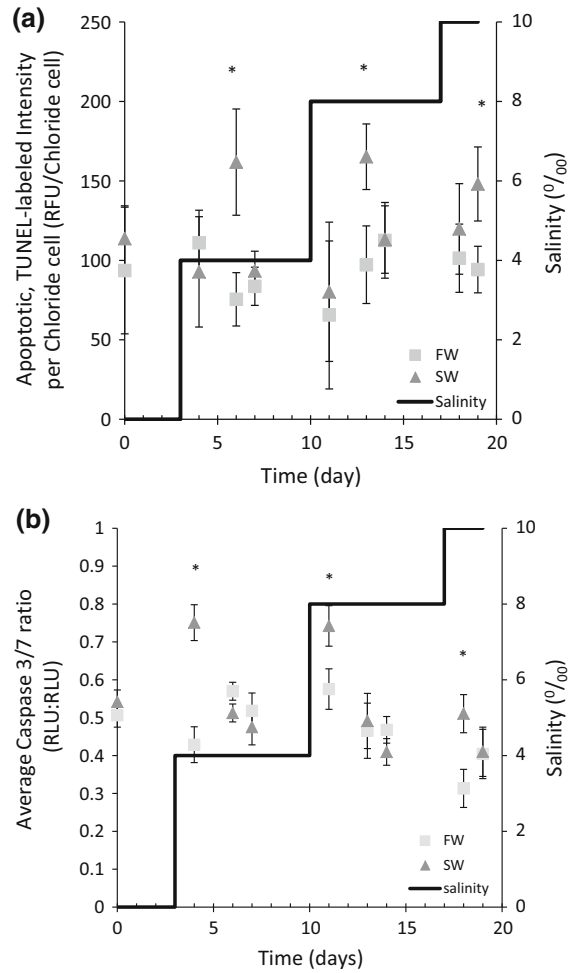 (a)
250
200
150
100
50
0
Apoptotic, TUNEL-labeled Intensity
per Chloride cell (RFU/Chloride cell)
*
*
*
10
8
6
4
2
0
Salinity (⁰/₀₀)
FW
SW
Salinity
0
5
10
15
20
Time (day)
(b)
1
0.9
0.8
0.7
0.6
0.5
0.4
0.3
0.2
0.1
0
Average Caspase 3/7 ratio
(RLU:RLU)
*
*
*
10
8
6
4
2
0
Salinity (⁰/₀₀)
FW
SW
salinity
0
5
10
15
20
Time (days)